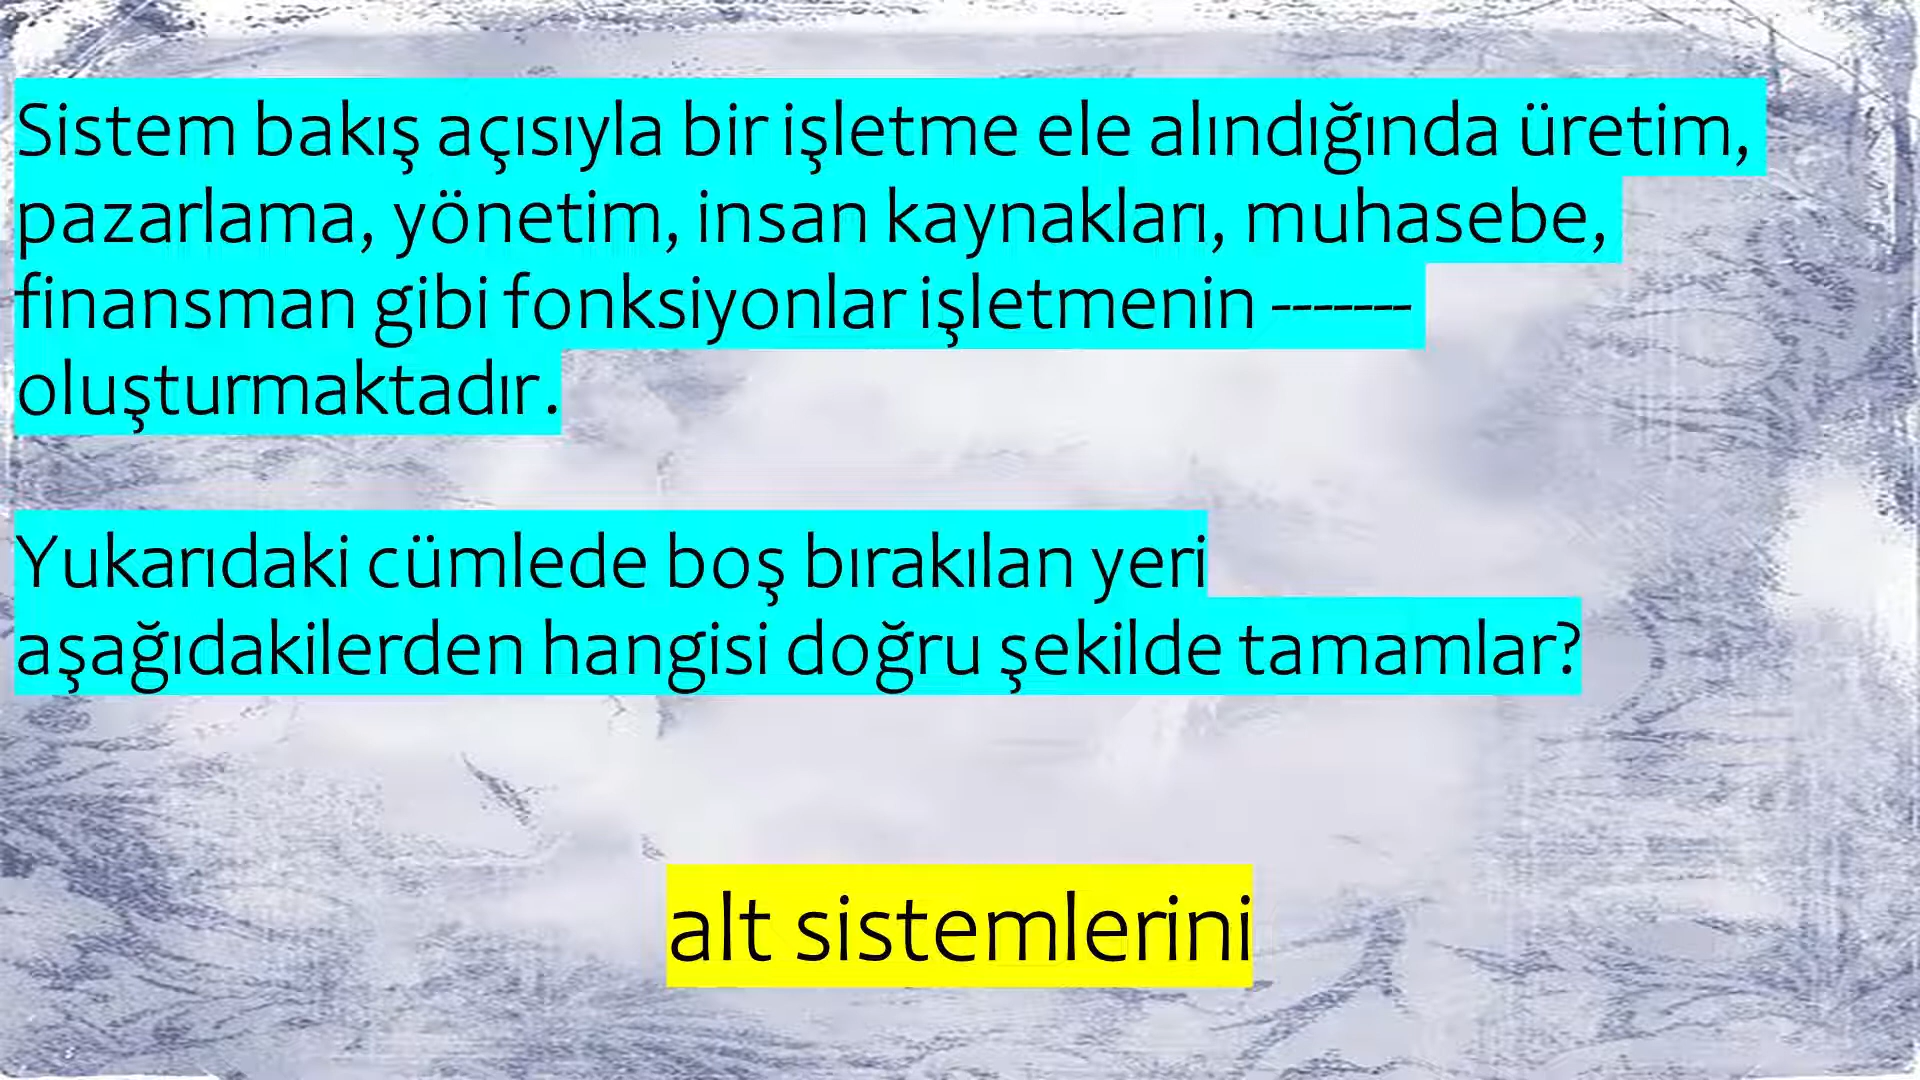 Sistem bakış açısıyla bir işletme ele alındığında üretim,
pazarlama, yönetim, insan kaynakları, muhasebe,
finansman gibi fonksiyonlar işletmenin -------
oluşturmaktadır.
Yukarıdaki cümlede boş bırakılan yeri
aşağıdakilerden hangisi doğru şekilde tamamlar?
alt sistemlerini